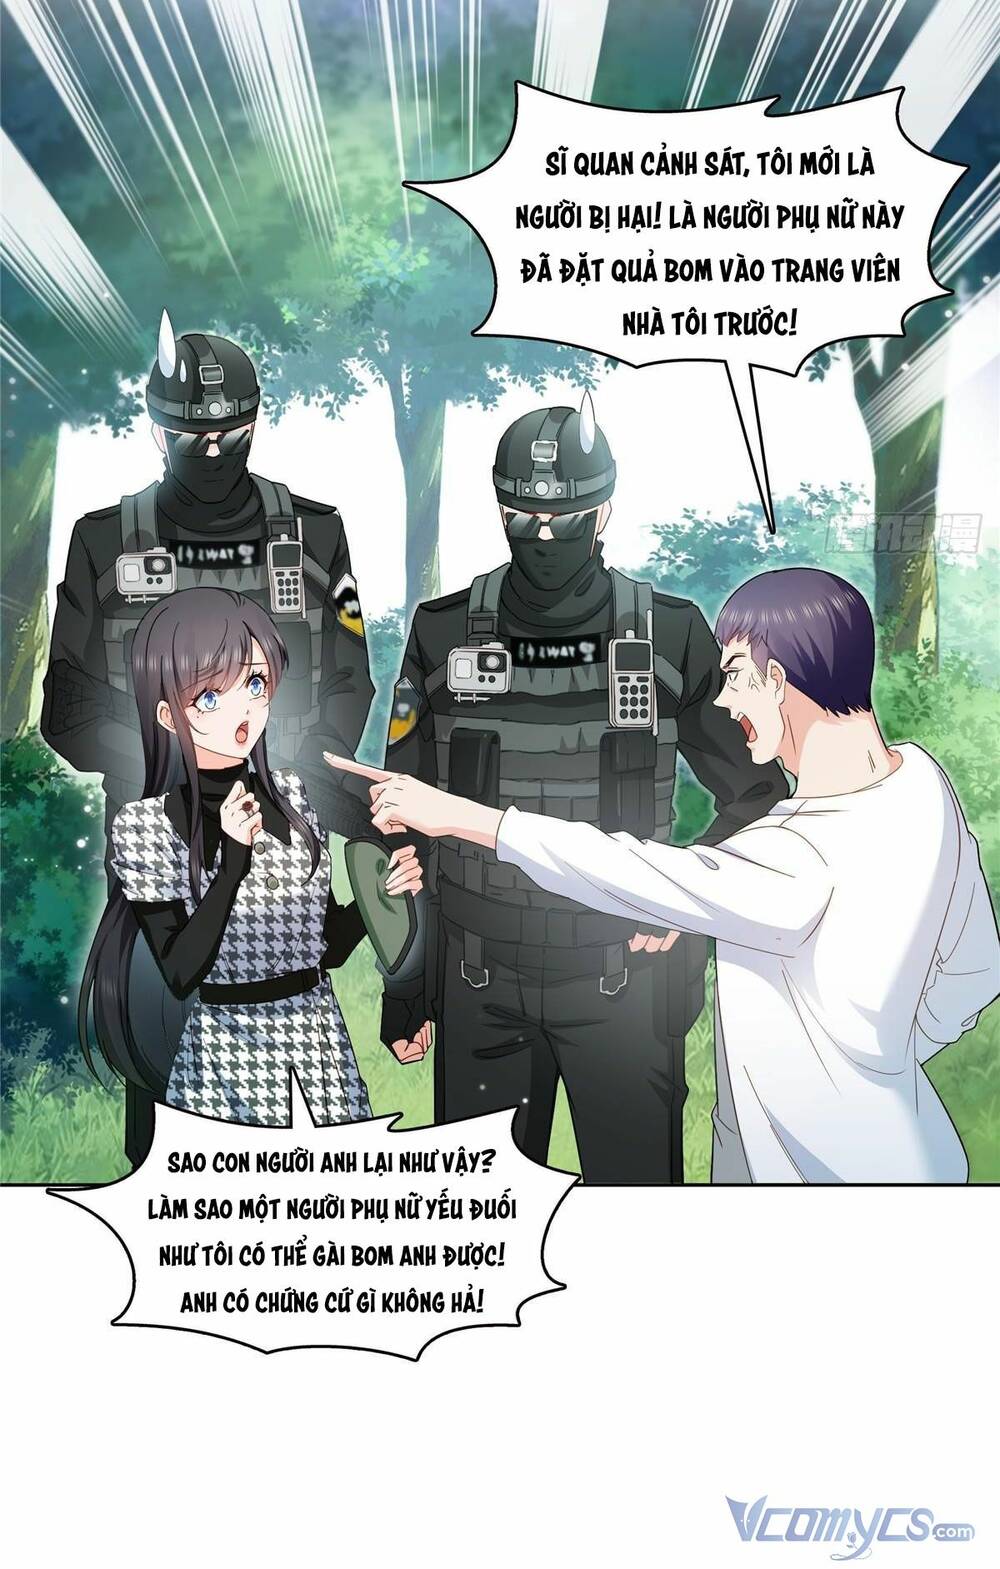 SĨ QUAN CẢNH SÁT, TÔI MỚI LÀ
NGƯỜI BỊ HẠI! LÀ NGƯỜI PHỤ NỮ NÀY
ĐÃ ĐẶT QUẢ BOM VÀO TRANG VIÊN
NHÀ TÔI TRƯỚC!
SAO CON NGƯỜI ANH LẠI NHƯ VẬY?
LÀM SAO MỘT NGƯỜI PHỤ NỮ YẾU ĐUỐI
NHƯ TÔI CÓ THỂ GÀI BOM ANH ĐƯỢC!
ANH CÓ CHỨNG CỨ GÌ KHÔNG HẢ!
VCOMYCS.com